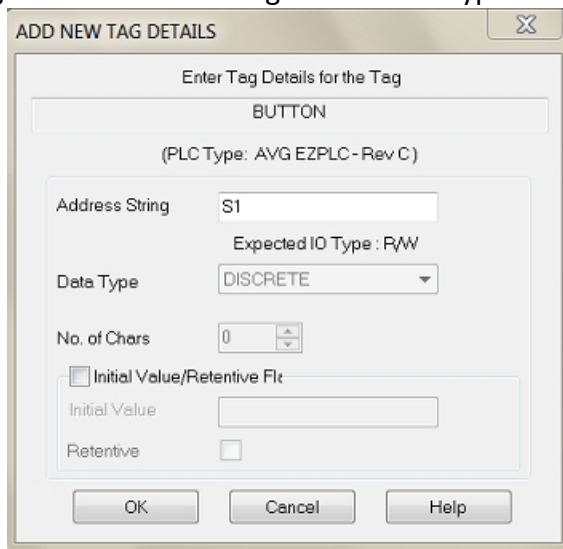 ADD NEW TAG DETAILS
Enter Tag Details for the Tag
BUTTON
(PLC Type: AVG EZPLC - Rev C)
Address String S1
Expected IO Type : R/W
Data Type DISCRETE
No. of Chars 0
Initial Value/Retentive Fla
Initial Value
Retentive
OK Cancel Help